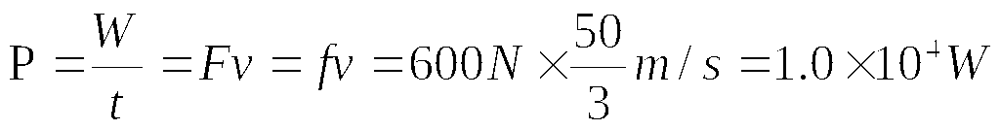 P = W/t = Fv = fv = 600N × 50/3 m/s = 1.0 × 10⁴ W